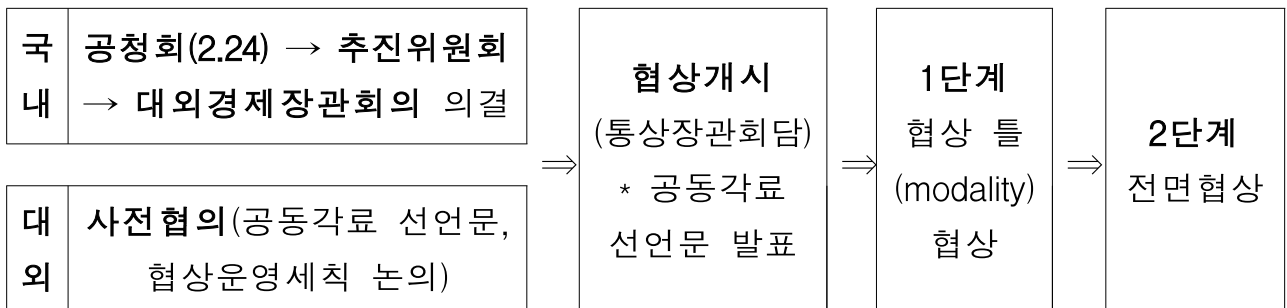 국내
공청회(2.24) → 추진위원회
→ 대외경제장관회의 의결
대외
사전협의(공동각료 선언문,
협상운영세칙 논의)
⇒
협상개시
(통상장관회담)
* 공동각료
선언문 발표
⇒
1단계
협상 틀
(modality)
협상
⇒
2단계
전면협상